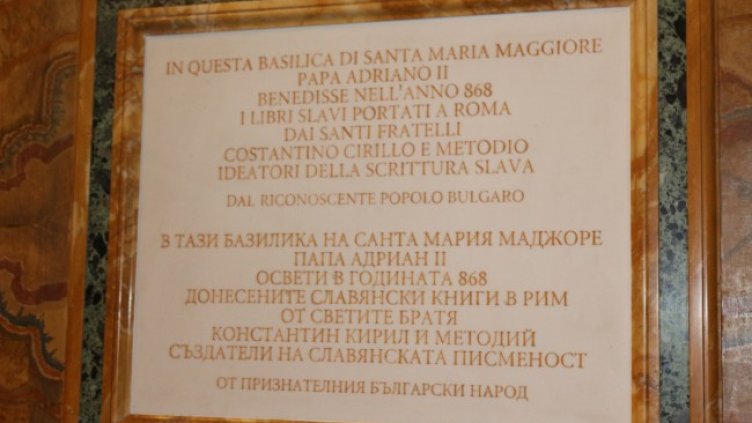 IN QUESTA BASILICA DI SANTA MARIA MAGGIORE
PAPA ADRIANO II
BENEDISSE NELL'ANNO 868
I LIBRI SLAVI PORTATI A ROMA
DAI SANTI FRATELLI
COSTANTINO CIRILLO E METODIO
IDEATORI DELLA SCRITTURA SLAVA
DAL RICONOSCENTE POPOLO BULGARO
В ТАЗИ БАЗИЛИКА НА САНТА МАРИЯ МАДЖОРЕ
ПАПА АДРИАН II
ОСВЕТИ В ГОДИНАТА 868
ДОНЕСЕНИТЕ СЛАВЯНСКИ КНИГИ В РИМ
ОТ СВЕТИТЕ БРАТЯ
КОНСТАНТИН КИРИЛ И МЕТОДИЙ
СЪЗДАТЕЛИ НА СЛАВЯНСКАТА ПИСМЕНОСТ
ОТ ПРИЗНАТЕЛНИЯ БЪЛГАРСКИ НАРОД